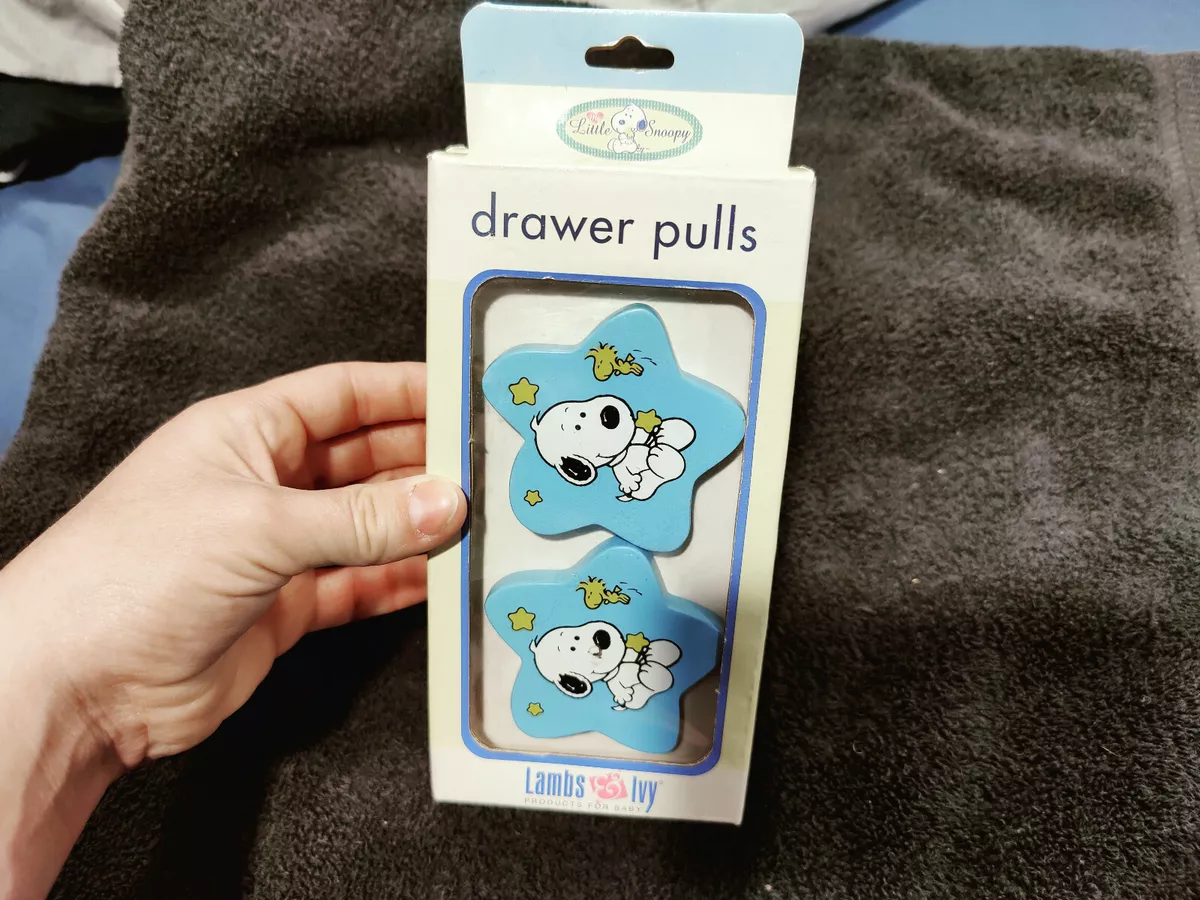 Little Snoopy
drawer pulls
Lambs & Ivy®
PRODUCTS FOR BABY